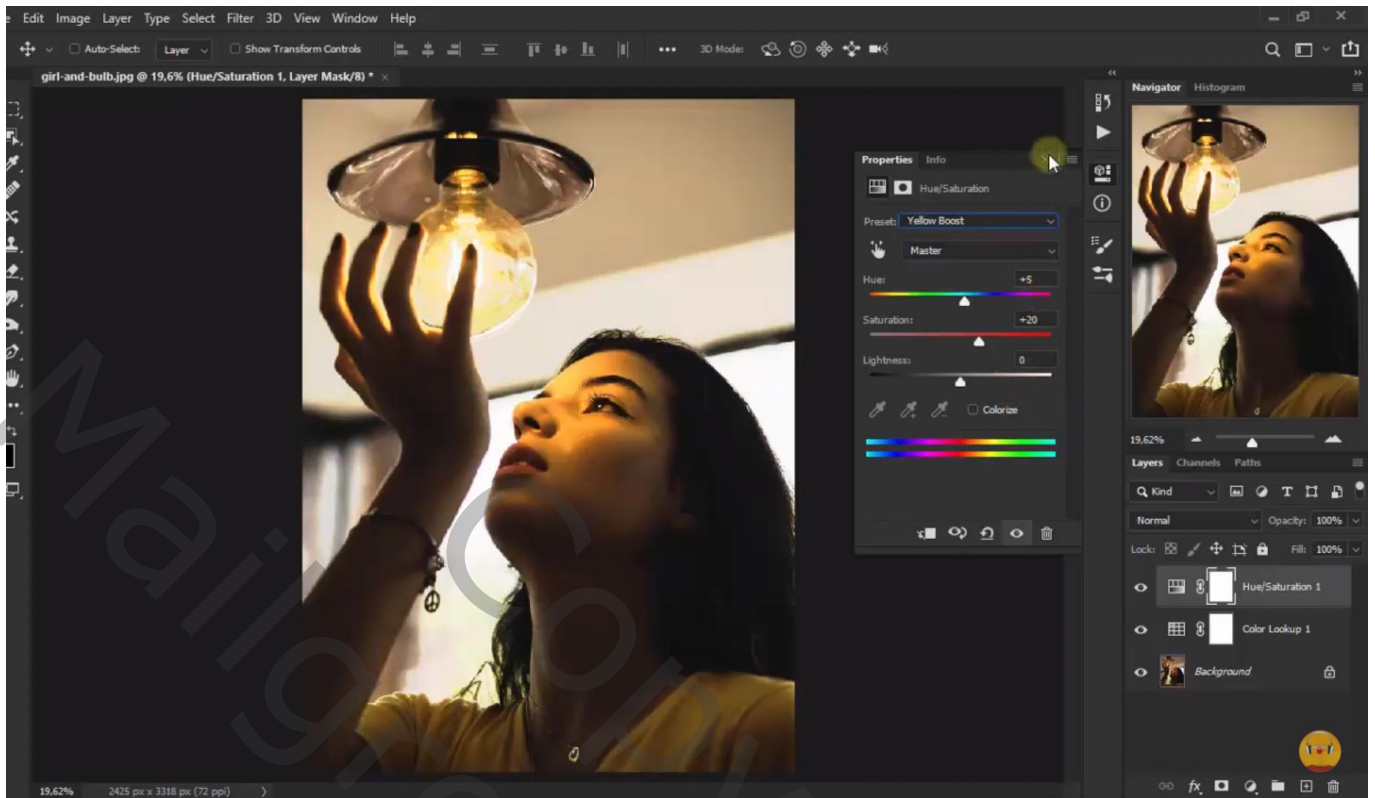 Edit Image Layer Type Select Filter 3D View Window Help
Auto-Select: Layer Show Transform Controls 3D Mode:
girl-and-bulb.jpg @ 19,6% (Hue/Saturation 1, Layer Mask/8) *
Navigator Histogram
Properties Info
Hue/Saturation
Preset: Yellow Boost
Master
Hue: +5
Saturation: +20
Lightness: 0
Colorize
19,62%
Layers Channels Paths
Kind
Normal Opacity: 100%
Lock: Fill: 100%
Hue/Saturation 1
Color Lookup 1
Background
fx
19,62% 2425 px x 3318 px (72 ppi)